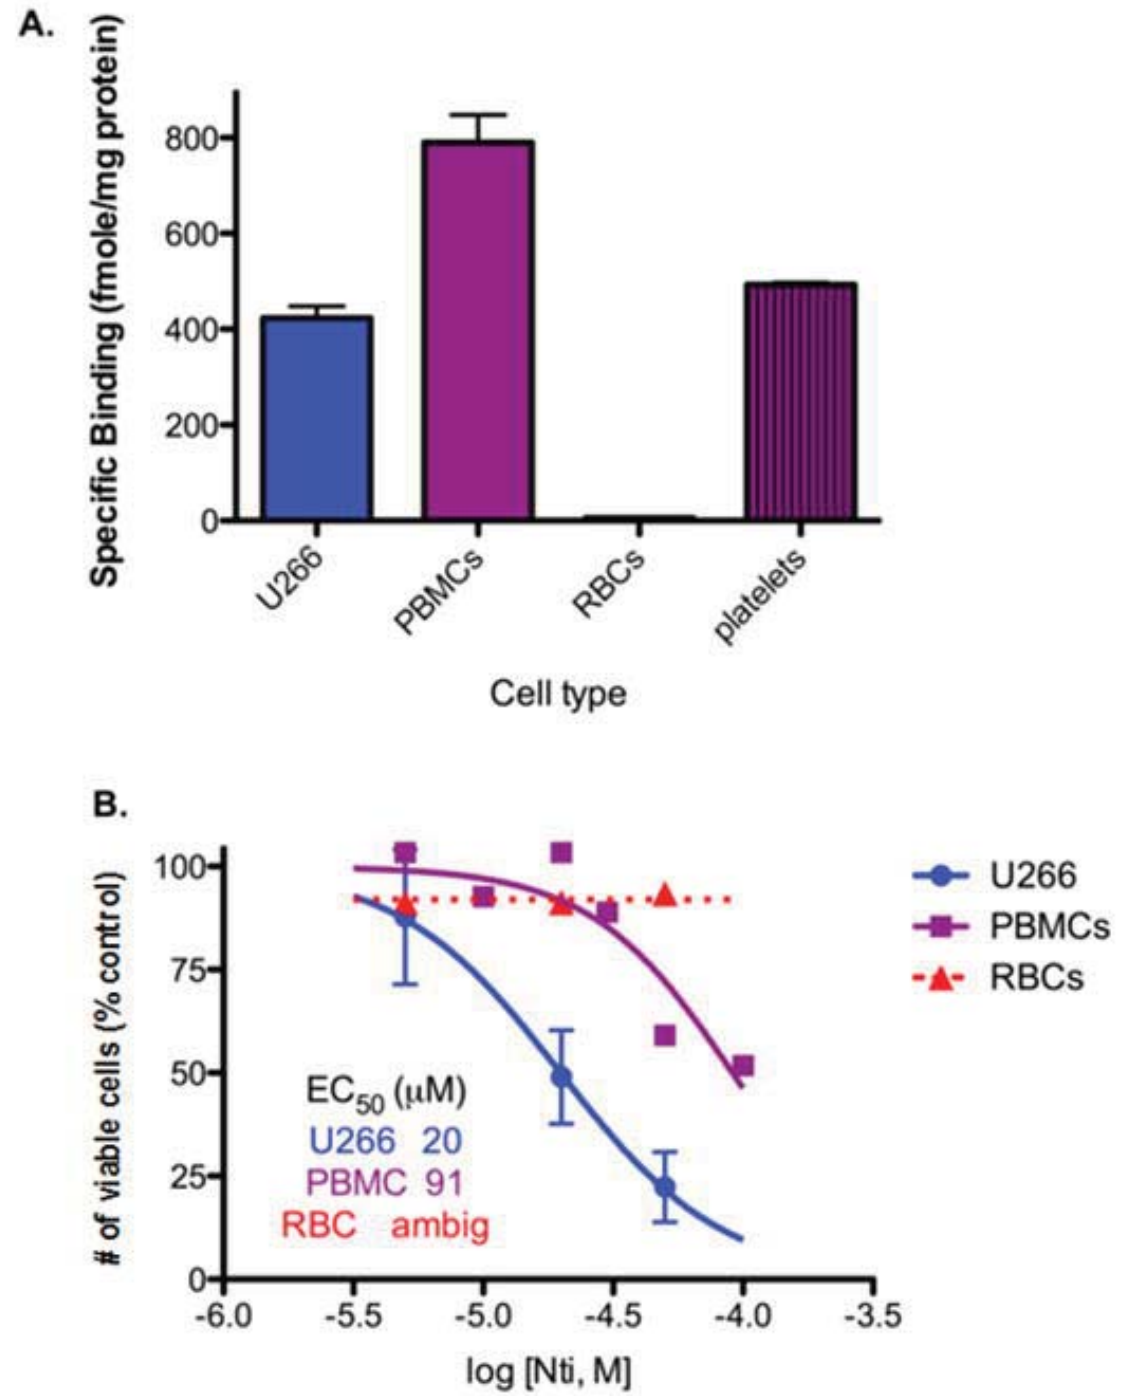 A.
Specific Binding (fmole/mg protein)
800
600
400
200
0
U266
PBMCs
RBCs
platelets
Cell type
B.
# of viable cells (% control)
100
75
50
25
0
EC50 (μM)
U266 20
PBMC 91
RBC ambig
U266
PBMCs
RBCs
-6.0 -5.5 -5.0 -4.5 -4.0 -3.5
log [Nti, M]